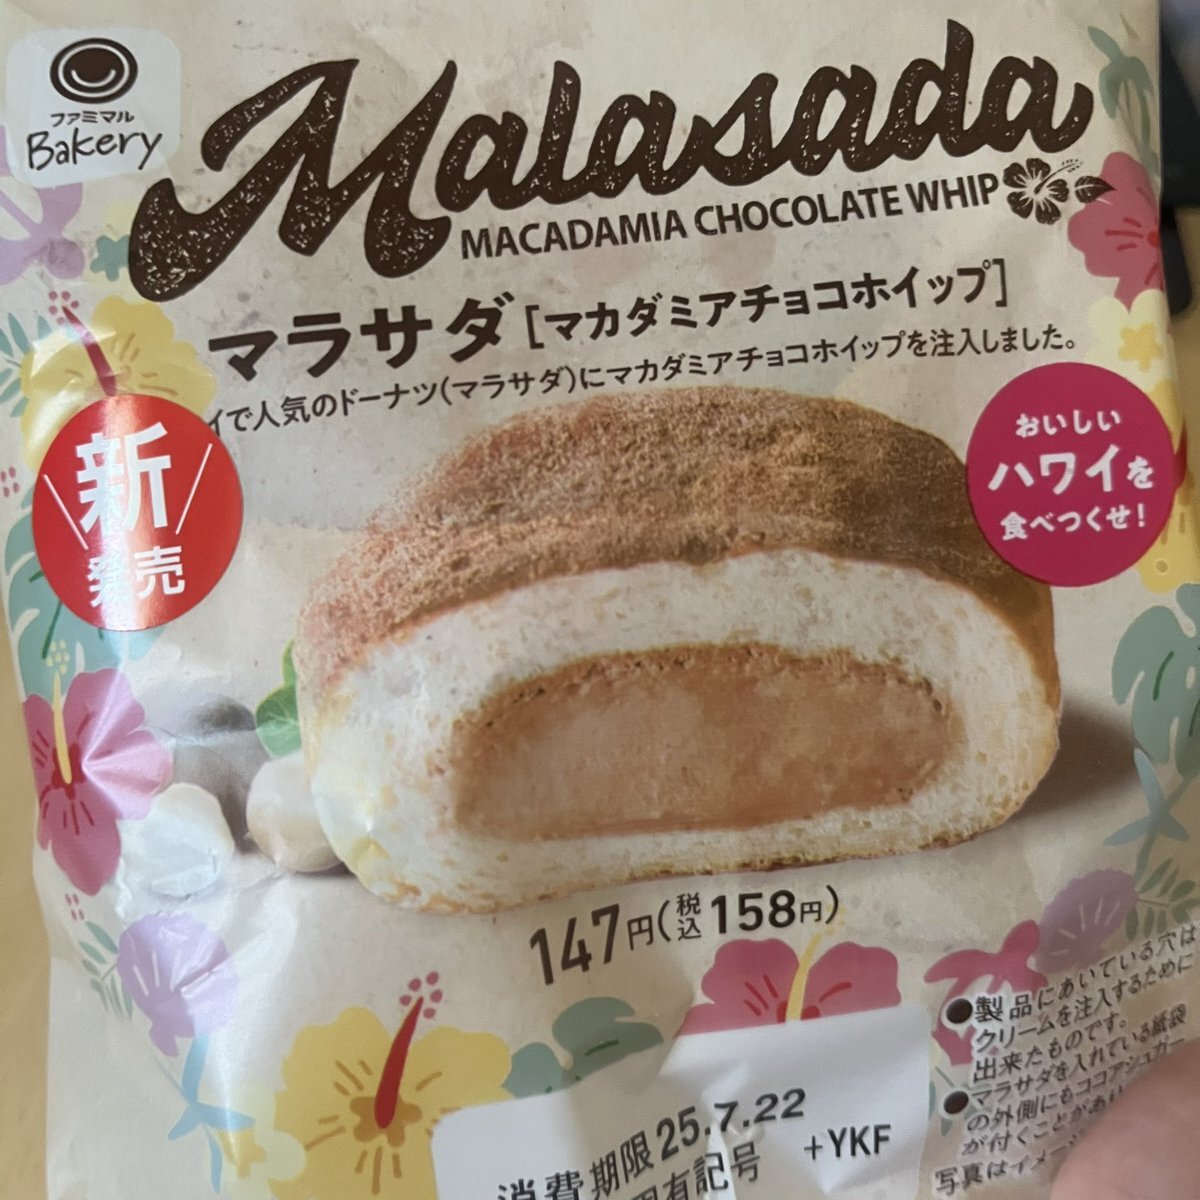 ファミマル
Bakery
Malasada
MACADAMIA CHOCOLATE WHIP
マラサダ[マカダミアチョコホイップ]
イで人気のドーナツ(マラサダ)にマカダミアチョコホイップを注入しました。
新
発売
おいしい
ハワイを
食べつくせ!
147円(税込158円)
●製品にあいている穴は
クリームを注入するために
出来たものです。
●マラサダを入れている紙袋
の外側にもココアシュガー
が付くことがあり
写真はイメージ
消費期限25.7.22
固有記号 +YKF